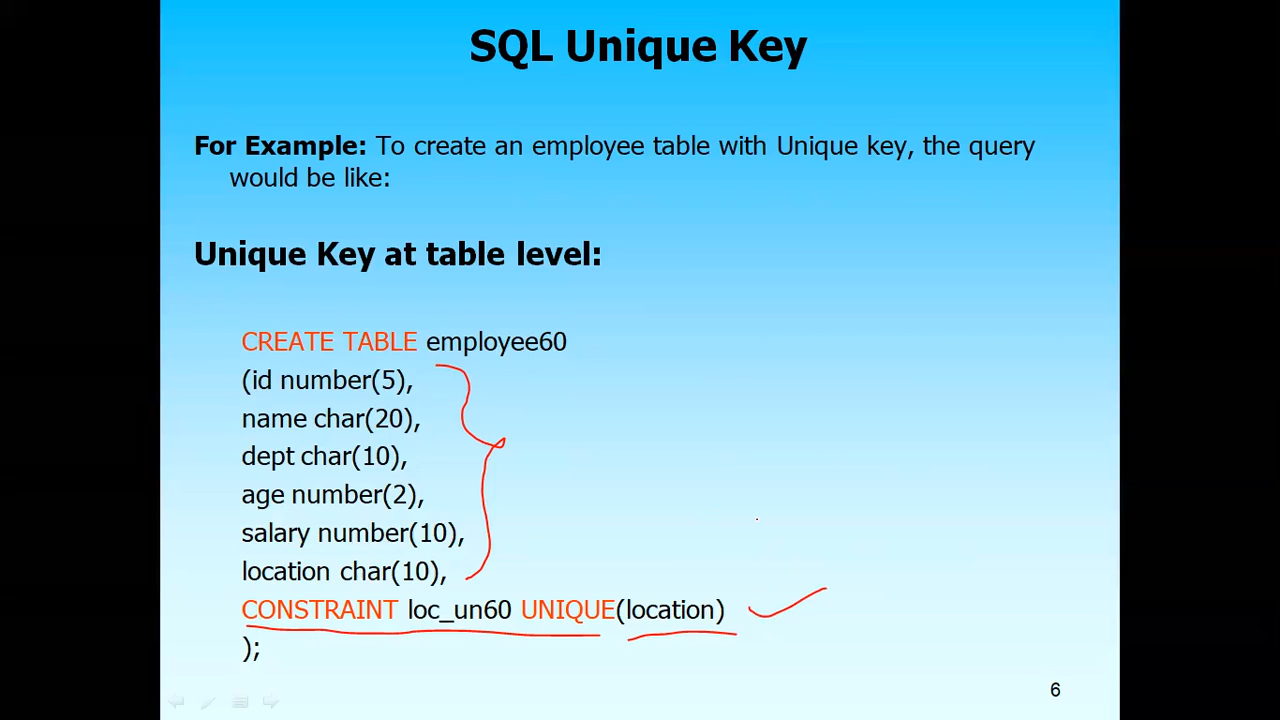 SQL Unique Key
For Example: To create an employee table with Unique key, the query
would be like:
Unique Key at table level:
CREATE TABLE employee60
(id number(5),
name char(20),
dept char(10),
age number(2),
salary number(10),
location char(10),
CONSTRAINT loc_un60 UNIQUE(location)
);
6